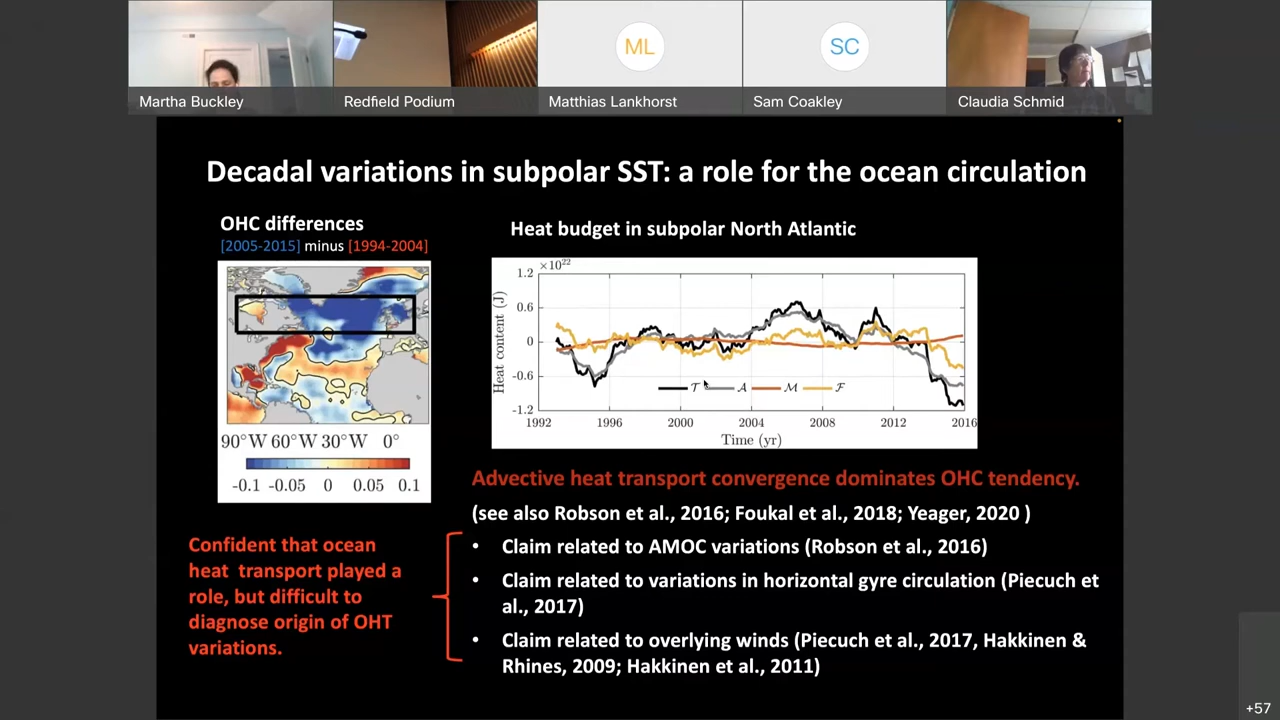 ML
SC
Martha Buckley
Redfield Podium
Matthias Lankhorst
Sam Coakley
Claudia Schmid
Decadal variations in subpolar SST: a role for the ocean circulation
OHC differences
[2005-2015] minus [1994-2004]
90°W 60°W 30°W 0°
-0.1 -0.05 0 0.05 0.1
Heat budget in subpolar North Atlantic
×10²²
1.2
0.6
0
-0.6
-1.2
Heat content (J)
T A M F
1992 1996 2000 2004 2008 2012 2016
Time (yr)
Advective heat transport convergence dominates OHC tendency.
(see also Robson et al., 2016; Foukal et al., 2018; Yeager, 2020 )
• Claim related to AMOC variations (Robson et al., 2016)
• Claim related to variations in horizontal gyre circulation (Piecuch et
al., 2017)
• Claim related to overlying winds (Piecuch et al., 2017, Hakkinen &
Rhines, 2009; Hakkinen et al., 2011)
Confident that ocean
heat transport played a
role, but difficult to
diagnose origin of OHT
variations.
+57